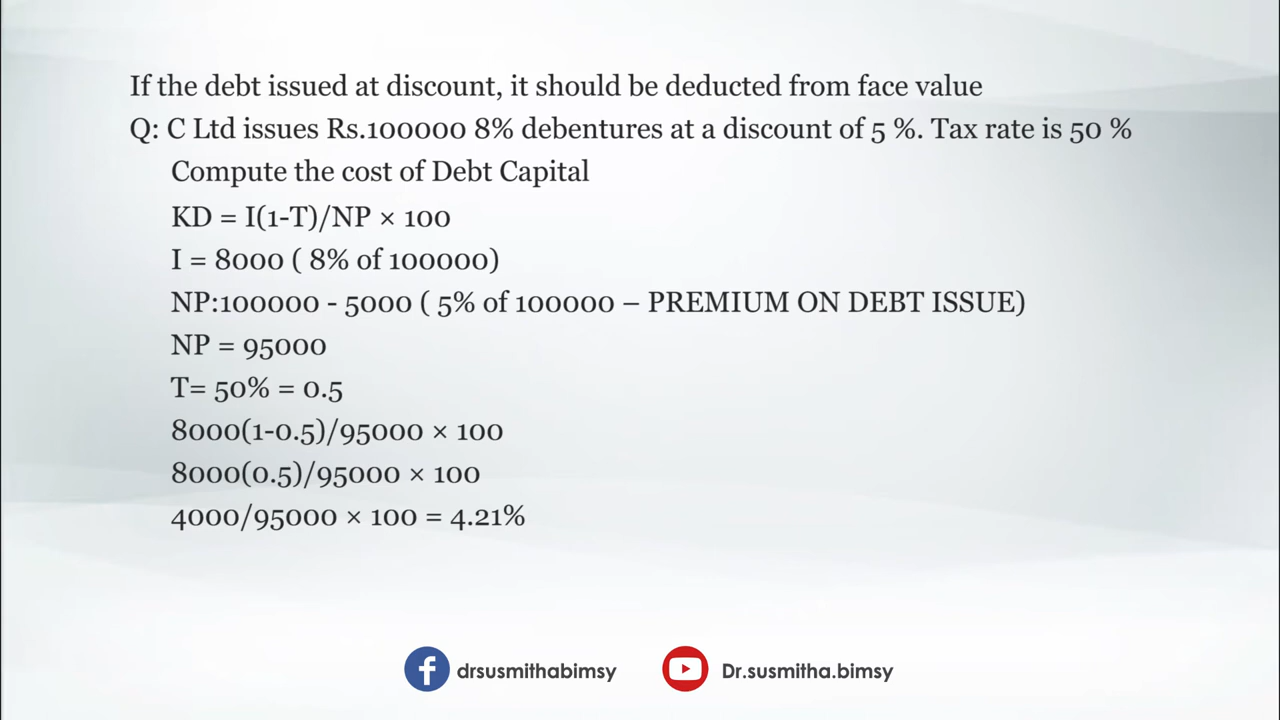 If the debt issued at discount, it should be deducted from face value
Q: C Ltd issues Rs.100000 8% debentures at a discount of 5 %. Tax rate is 50 %
Compute the cost of Debt Capital
KD = I(1-T)/NP × 100
I = 8000 ( 8% of 100000)
NP:100000 - 5000 ( 5% of 100000 – PREMIUM ON DEBT ISSUE)
NP = 95000
T= 50% = 0.5
8000(1-0.5)/95000 × 100
8000(0.5)/95000 × 100
4000/95000 × 100 = 4.21%
drsusmithabimsy Dr.susmitha.bimsy